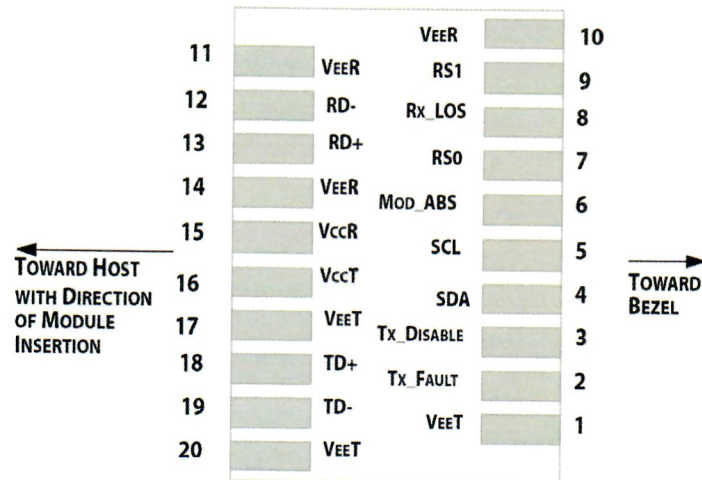 VEER 10
11 VEER
RS1 9
12 RD-
Rx_LOS 8
13 RD+
RS0 7
14 VEER
MOD_ABS 6
15 VCCR
SCL 5
TOWARD HOST
WITH DIRECTION
OF MODULE
INSERTION
16 VCCT
SDA 4
TOWARD
BEZEL
17 VEET
TX_DISABLE 3
18 TD+
TX_FAULT 2
19 TD-
VEET 1
20 VEET